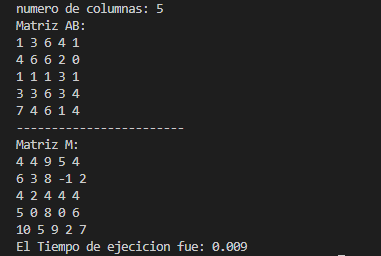 numero de columnas: 5
Matriz AB:
1 3 6 4 1
4 6 6 2 0
1 1 1 3 1
3 3 6 3 4
7 4 6 1 4
------------------------
Matriz M:
4 4 9 5 4
6 3 8 -1 2
4 2 4 4 4
5 0 8 0 6
10 5 9 2 7
El Tiempo de ejecicion fue: 0.009